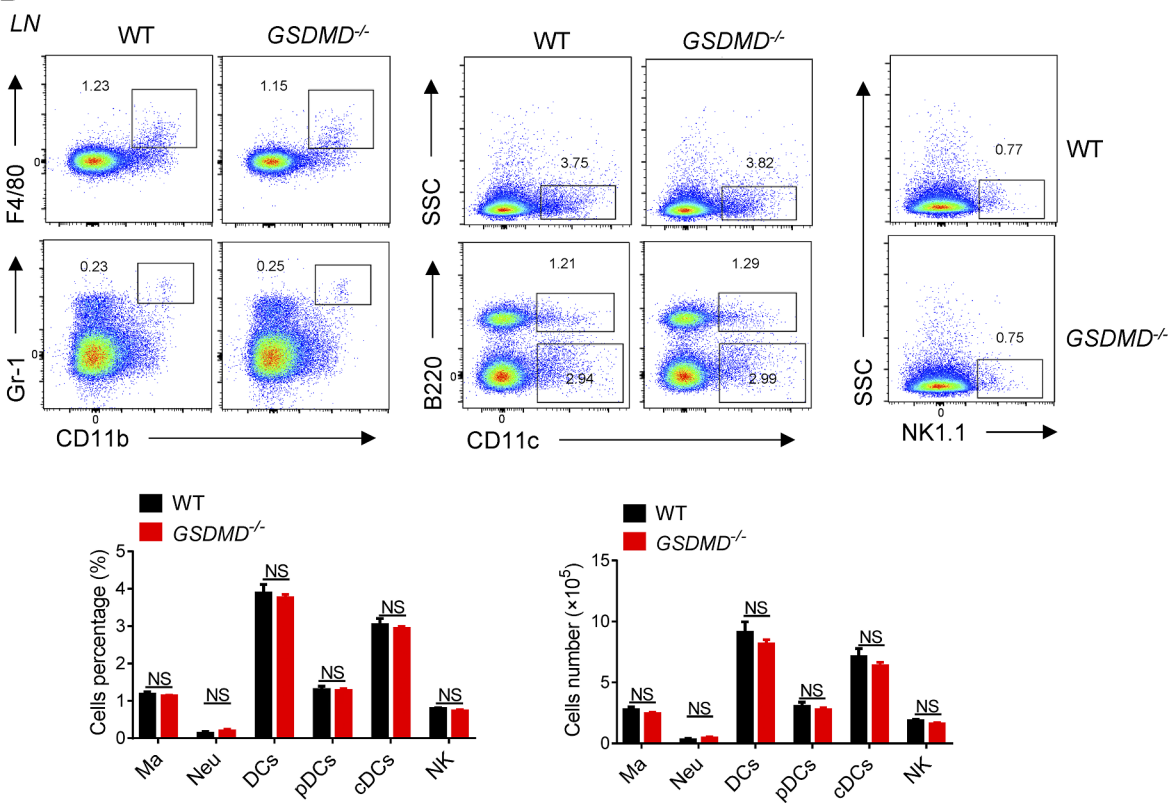 LN
WT
GSDMD-/-
WT
GSDMD-/-
1.23
1.15
F4/80
0
3.75
3.82
SSC
0.77
WT
0.23
0.25
Gr-1
0
0
CD11b
1.21
1.29
2.94
2.99
B220
0
0
CD11c
0.75
GSDMD-/-
SSC
0
NK1.1
WT
GSDMD-/-
Cells percentage (%)
5
4
3
2
1
0
NS
NS
NS
NS
NS
NS
Ma
Neu
DCs
pDCs
cDCs
NK
WT
GSDMD-/-
Cells number (×10⁵)
15
10
5
0
NS
NS
NS
NS
NS
NS
Ma
Neu
DCs
pDCs
cDCs
NK